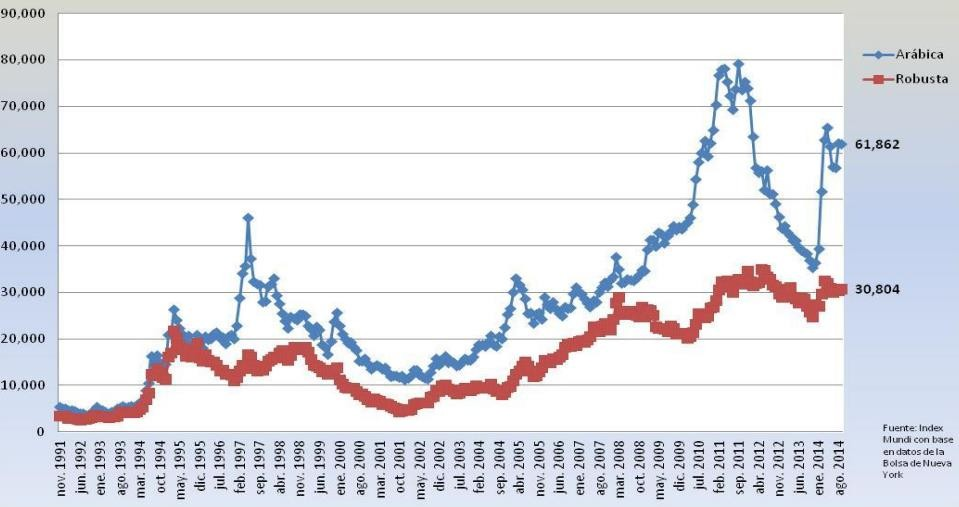 90,000
80,000
70,000
60,000
50,000
40,000
30,000
20,000
10,000
0
Arábica
Robusta
61,862
30,804
nov. 1991
jun. 1992
ene. 1993
ago. 1993
mar. 1994
oct. 1994
may. 1995
dic. 1995
jul. 1996
feb. 1997
sep. 1997
abr. 1998
nov. 1998
jun. 1999
ene. 2000
ago. 2000
mar. 2001
oct. 2001
may. 2002
dic. 2002
jul. 2003
feb. 2004
sep. 2004
abr. 2005
nov. 2005
jun. 2006
ene. 2007
ago. 2007
mar. 2008
oct. 2008
may. 2009
dic. 2009
jul. 2010
feb. 2011
sep. 2011
abr. 2012
nov. 2012
jun. 2013
ene. 2014
ago. 2014
Fuente: Index
Mundi con base
en datos de la
Bolsa de Nueva
York